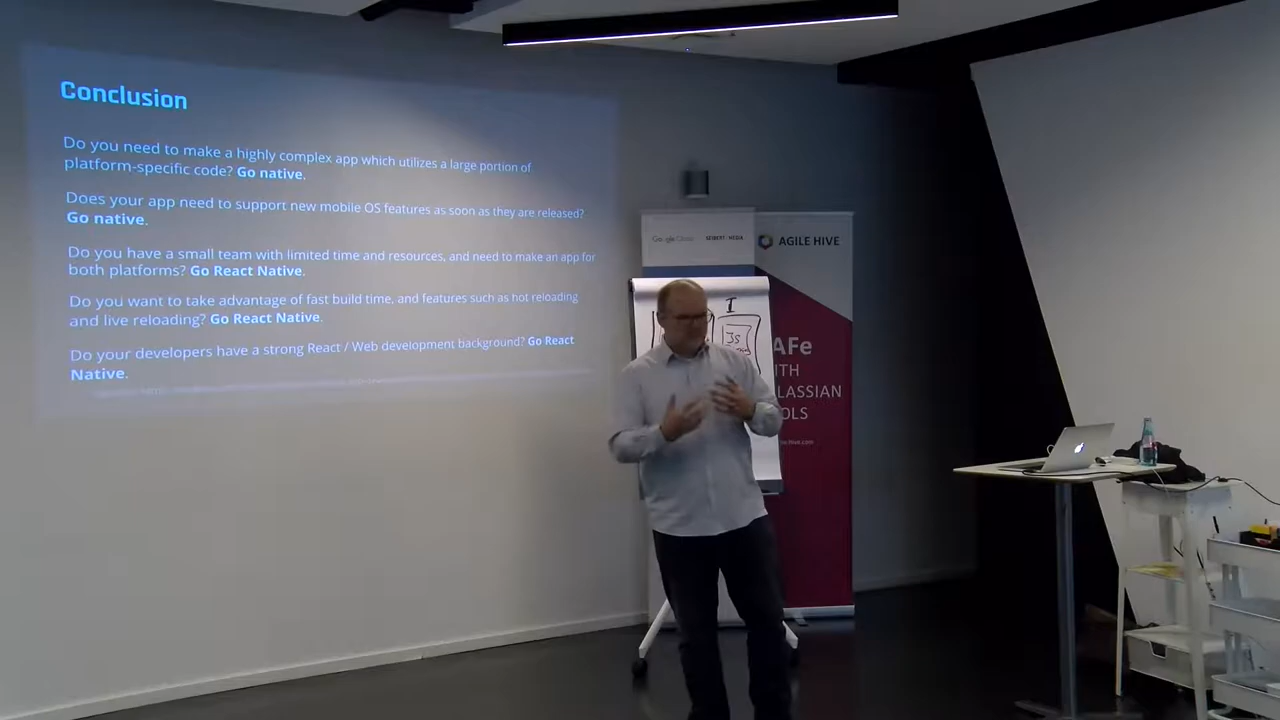 Conclusion
Do you need to make a highly complex app which utilizes a large portion of
platform-specific code? Go native.
Does your app need to support new mobile OS features as soon as they are released?
Go native.
Do you have a small team with limited time and resources, and need to make an app for
both platforms? Go React Native.
Do you want to take advantage of fast build time, and features such as hot reloading
and live reloading? Go React Native.
Do your developers have a strong React / Web development background? Go React
Native.
AGILE HIVE
I
JS
AFe
ITH
LASSIAN
OLS